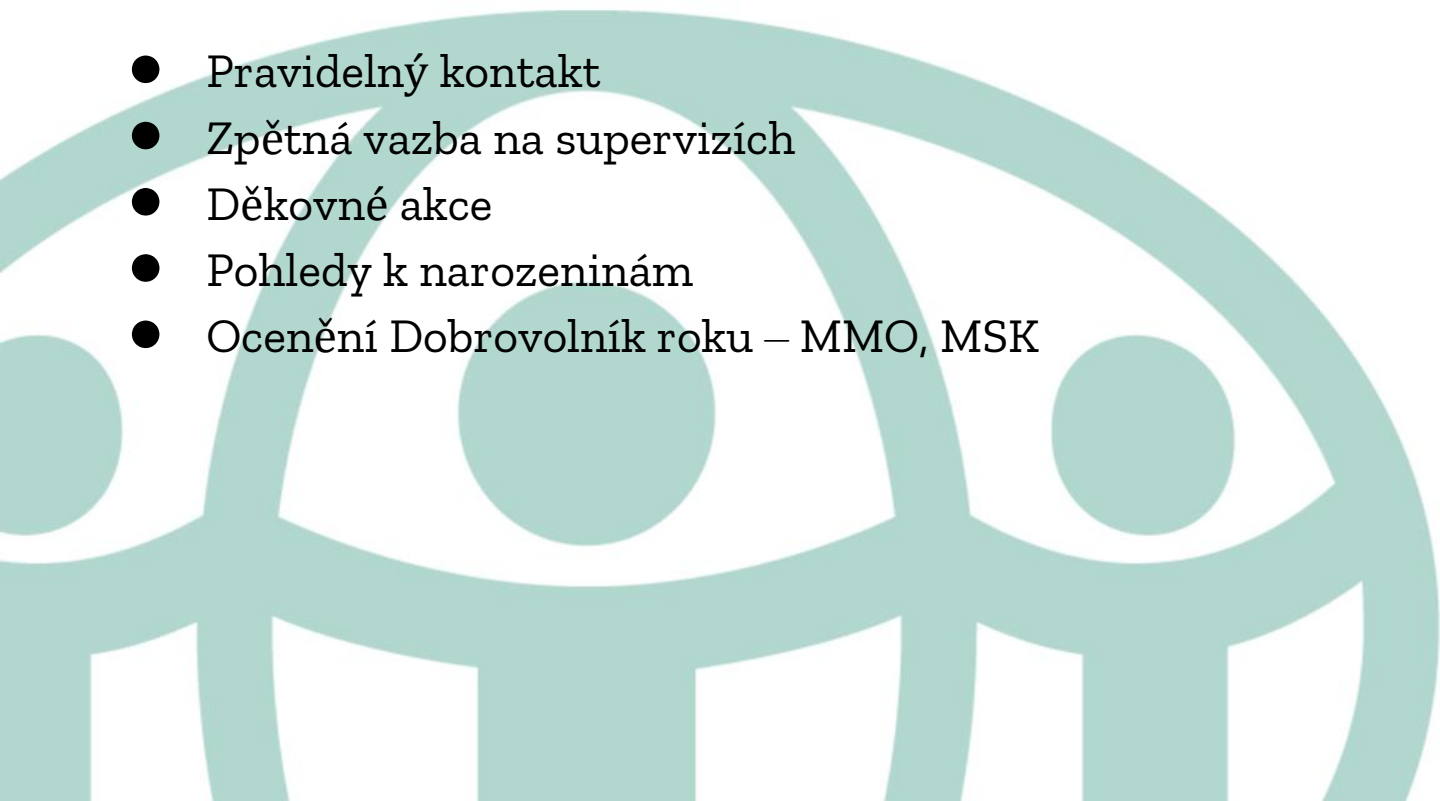 ● Pravidelný kontakt
● Zpětná vazba na supervizích
● Děkovné akce
● Pohledy k narozeninám
● Ocenění Dobrovolník roku – MMO, MSK